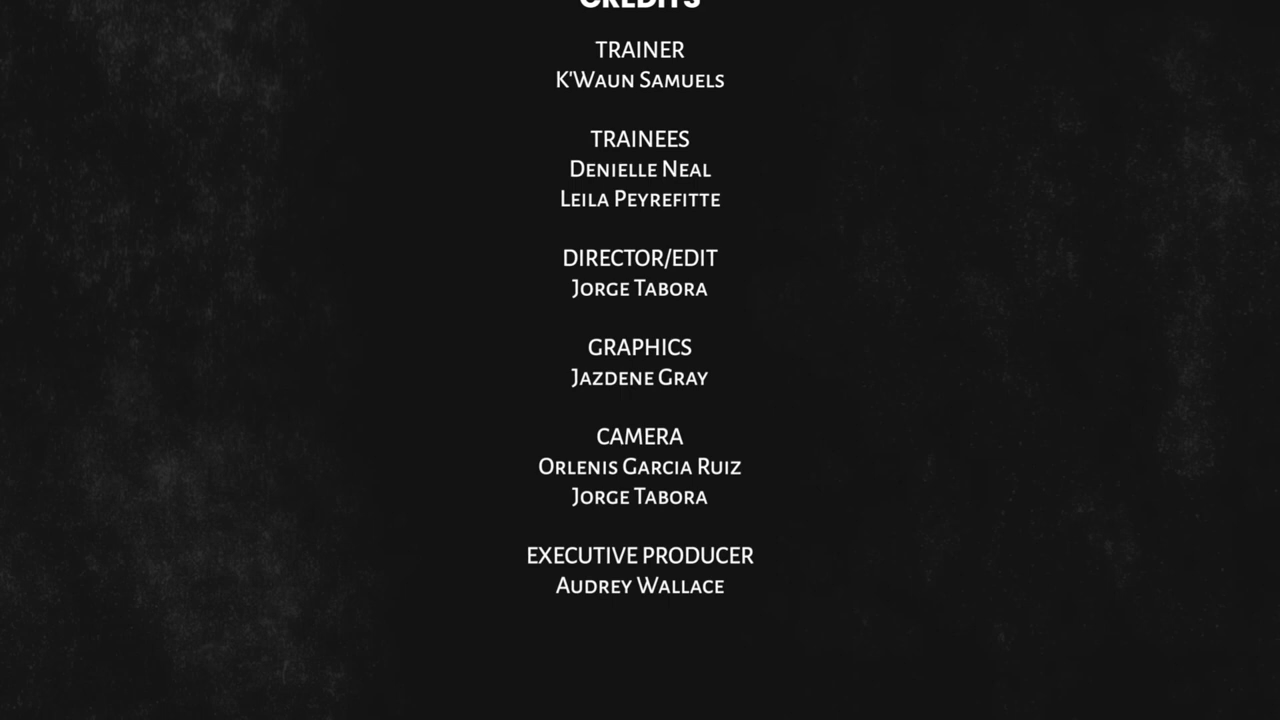 CREDITS
TRAINER
K'Waun Samuels
TRAINEES
Denielle Neal
Leila Peyrefitte
DIRECTOR/EDIT
Jorge Tabora
GRAPHICS
Jazdene Gray
CAMERA
Orlenis Garcia Ruiz
Jorge Tabora
EXECUTIVE PRODUCER
Audrey Wallace